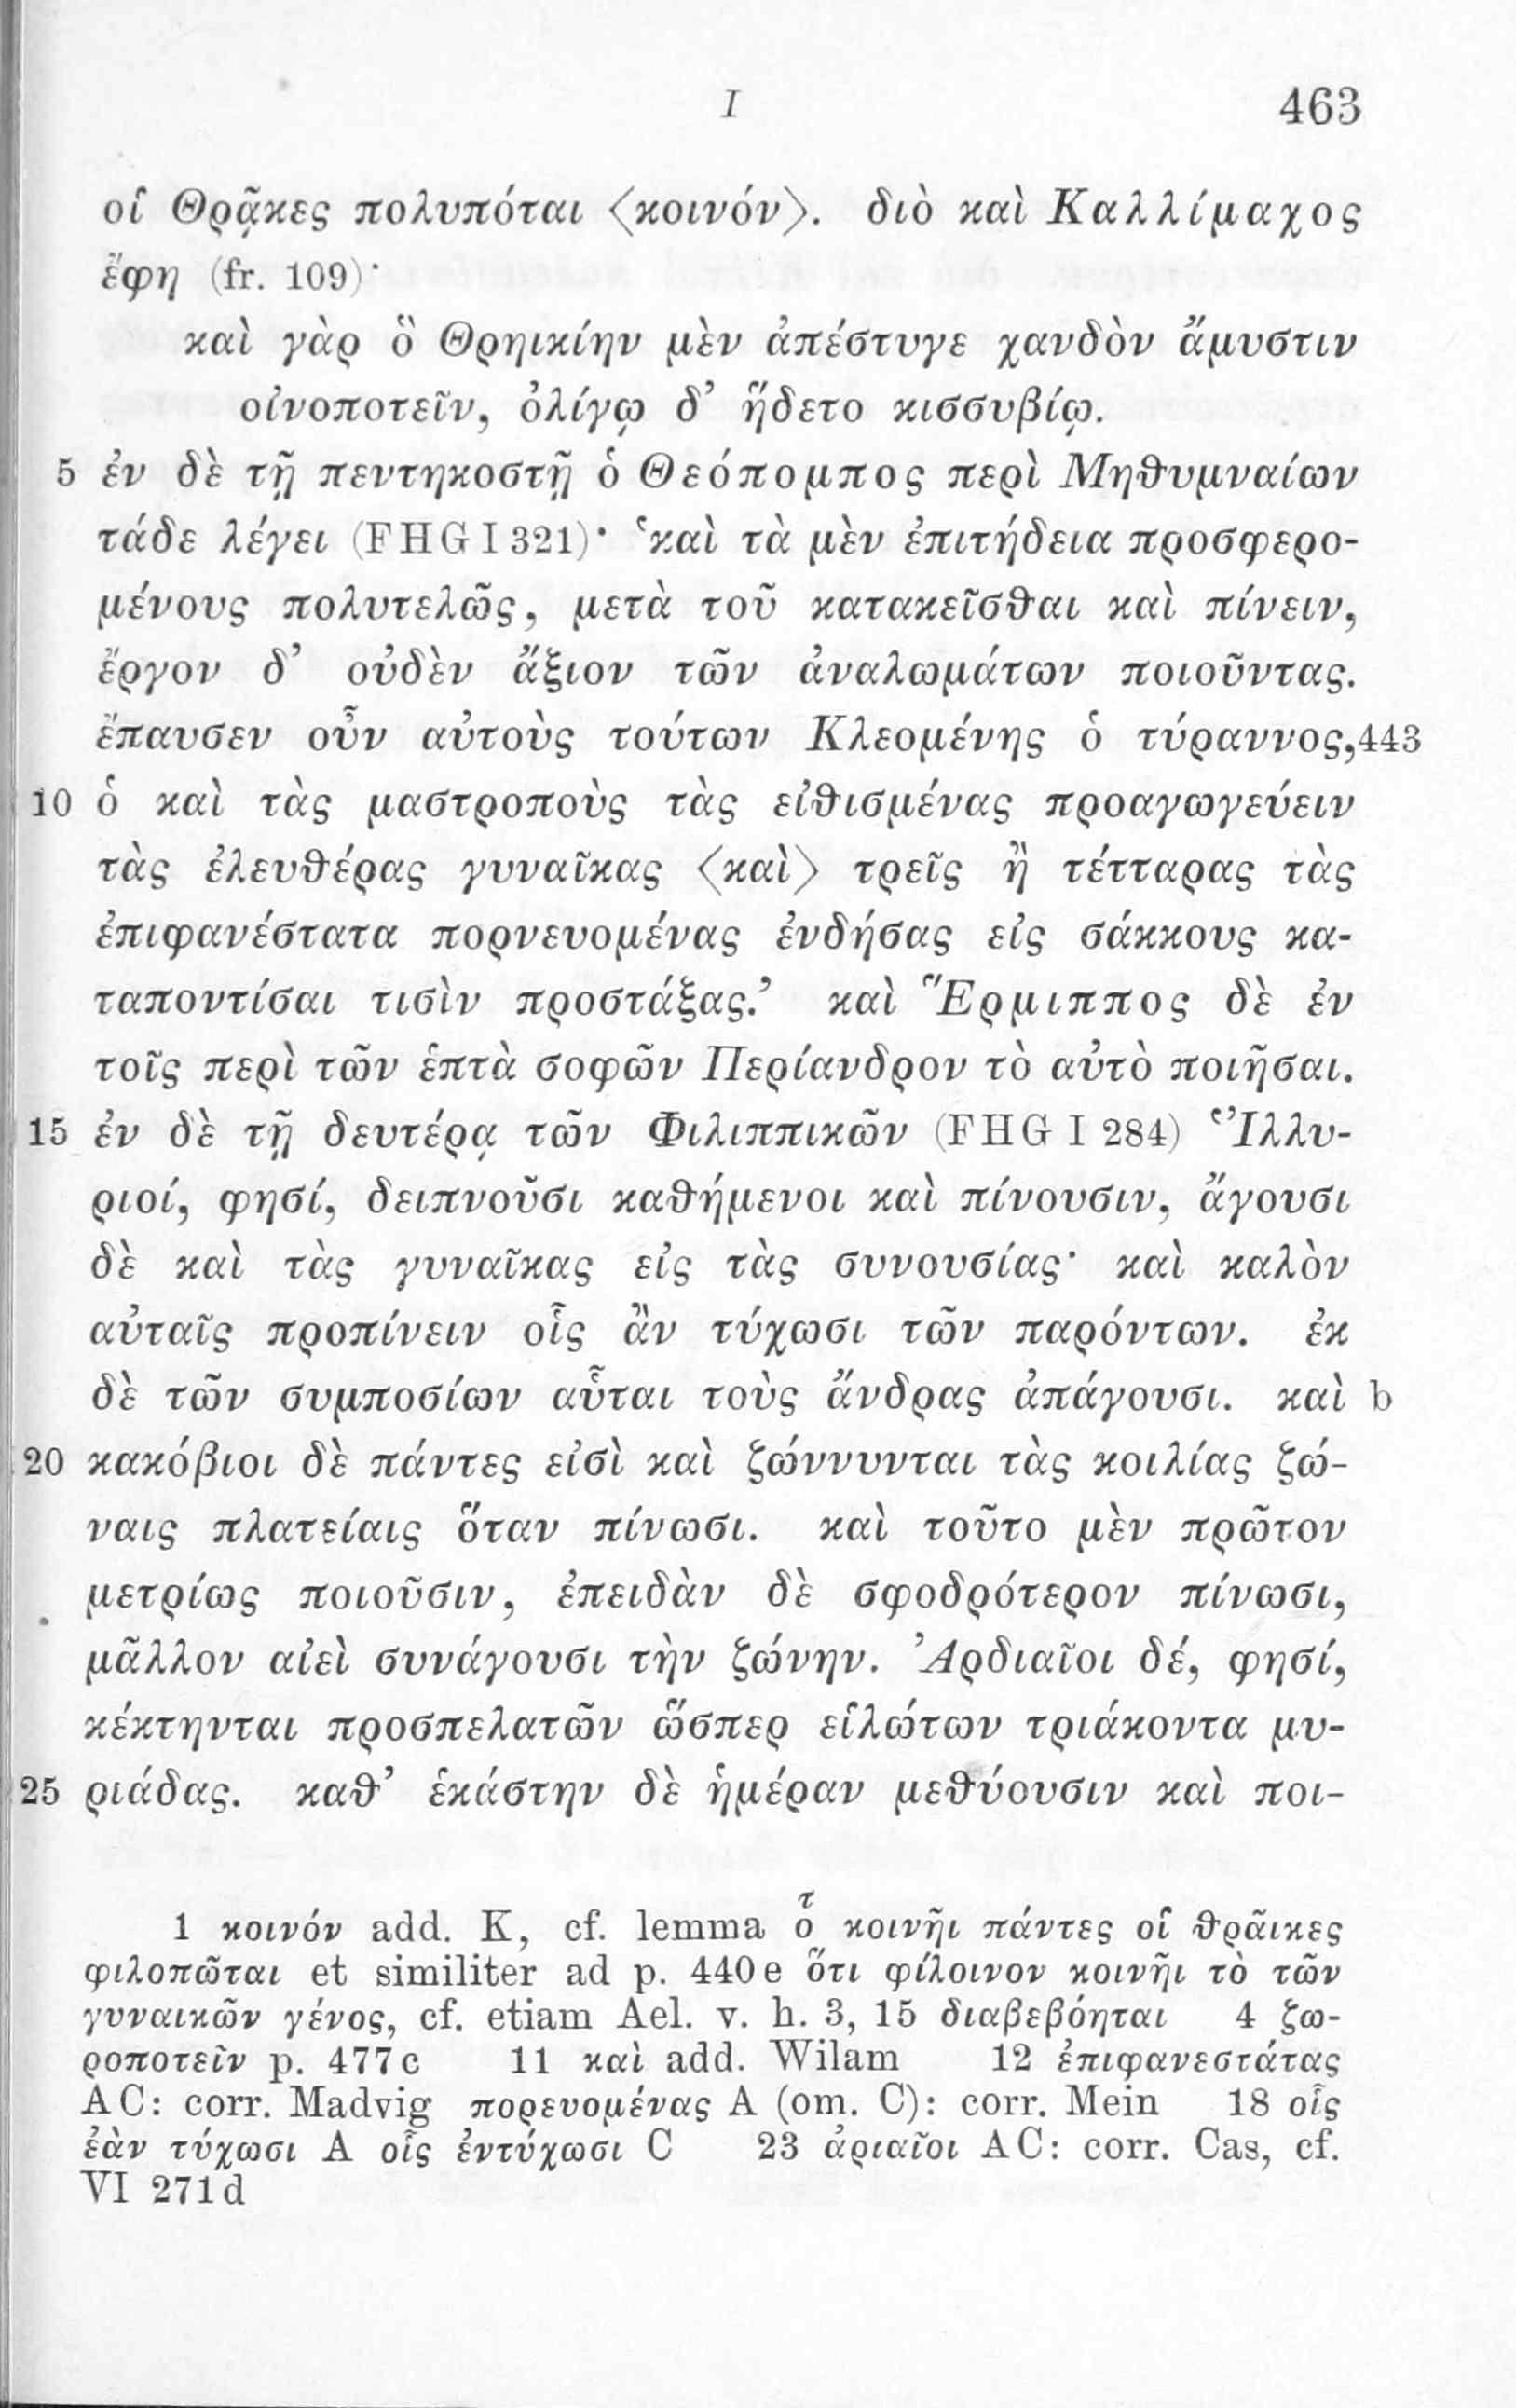 I 463
οἱ Θρᾷκες πολυπόται ⟨κοινόν⟩. διὸ καὶ Καλλίμαχος
ἔφη (fr. 109)·
καὶ γὰρ ὃ Θρηικίην μὲν ἀπέστυγε χανδὸν ἄμυστιν
οἰνοποτεῖν, ὀλίγῳ δ’ ἥδετο κισσυβίῳ.
5 ἐν δὲ τῇ πεντηκοστῇ ὁ Θεόπομπος περὶ Μηθυμναίων
τάδε λέγει (FHG I 321)· ‘καὶ τὰ μὲν ἐπιτήδεια προσφερο-
μένους πολυτελῶς, μετὰ τοῦ κατακεῖσθαι καὶ πίνειν,
ἔργον δ’ οὐδὲν ἄξιον τῶν ἀναλωμάτων ποιοῦντας.
ἔπαυσεν οὖν αὐτοὺς τούτων Κλεομένης ὁ τύραννος, 443
10 ὁ καὶ τὰς μαστροποὺς τὰς εἰθισμένας προαγωγεύειν
τὰς ἐλευθέρας γυναῖκας ⟨καὶ⟩ τρεῖς ἢ τέτταρας τὰς
ἐπιφανέστατα πορνευομένας ἐνδήσας εἰς σάκκους κα-
ταποντίσαι τισὶν προστάξας.’ καὶ Ἕρμιππος δὲ ἐν
τοῖς περὶ τῶν ἑπτὰ σοφῶν Περίανδρον τὸ αὐτὸ ποιῆσαι.
15 ἐν δὲ τῇ δευτέρᾳ τῶν Φιλιππικῶν (FHG I 284) ‘Ἰλλυ-
ριοί, φησί, δειπνοῦσι καθήμενοι καὶ πίνουσιν, ἄγουσι
δὲ καὶ τὰς γυναῖκας εἰς τὰς συνουσίας· καὶ καλὸν
αὐταῖς προπίνειν οἷς ἂν τύχωσι τῶν παρόντων. ἐκ
δὲ τῶν συμποσίων αὗται τοὺς ἄνδρας ἀπάγουσι. καὶ b
20 κακόβιοι δὲ πάντες εἰσὶ καὶ ζώννυνται τὰς κοιλίας ζώ-
ναις πλατείαις ὅταν πίνωσι. καὶ τοῦτο μὲν πρῶτον
μετρίως ποιοῦσιν, ἐπειδὰν δὲ σφοδρότερον πίνωσι,
μᾶλλον αἰεὶ συνάγουσι τὴν ζώνην. Ἀρδιαῖοι δέ, φησί,
κέκτηνται προσπελατῶν ὥσπερ εἱλώτων τριάκοντα μυ-
25 ριάδας. καθ’ ἑκάστην δὲ ἡμέραν μεθύουσιν καὶ ποι-
1 κοινόν add. K, cf. lemma ὁτ κοινῆι πάντες οἱ θρᾶικες
φιλοπῶται et similiter ad p. 440e ὅτι φίλοινον κοινῆι τὸ τῶν
γυναικῶν γένος, cf. etiam Ael. v. h. 3, 15 διαβεβόηται 4 ζω-
ροποτεῖν p. 477c 11 καὶ add. Wilam 12 ἐπιφανεστάτας
AC: corr. Madvig πορευομένας A (om. C): corr. Mein 18 οἷς
ἐὰν τύχωσι A οἷς ἐντύχωσι C 23 ἀριαῖοι AC: corr. Cas, cf.
VI 271d